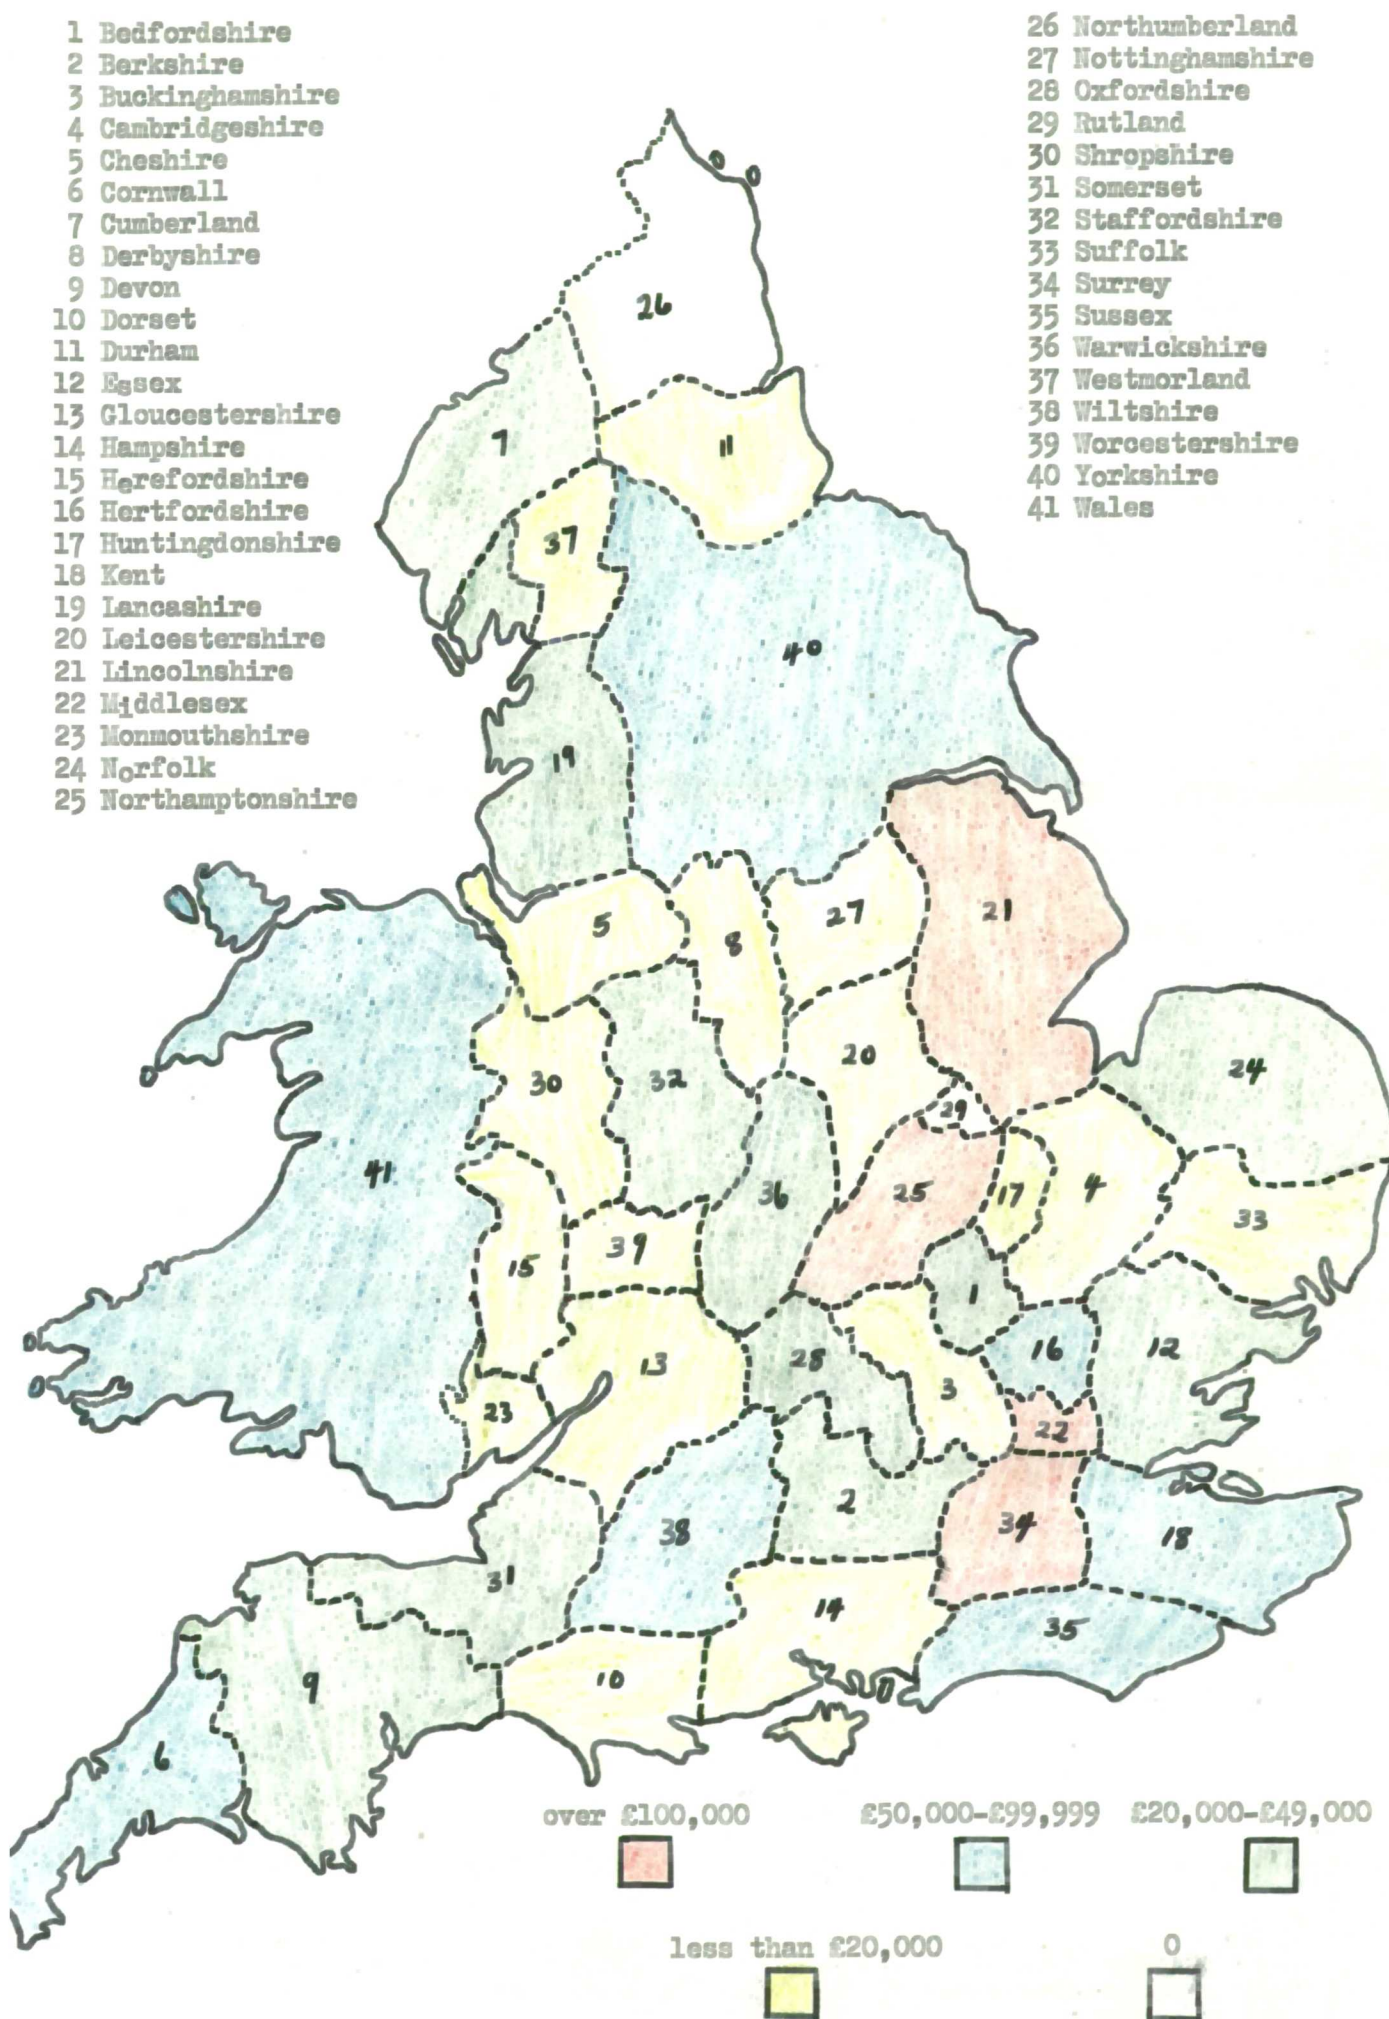 1 Bedfordshire
2 Berkshire
3 Buckinghamshire
4 Cambridgeshire
5 Cheshire
6 Cornwall
7 Cumberland
8 Derbyshire
9 Devon
10 Dorset
11 Durham
12 Essex
13 Gloucestershire
14 Hampshire
15 Herefordshire
16 Hertfordshire
17 Huntingdonshire
18 Kent
19 Lancashire
20 Leicestershire
21 Lincolnshire
22 Middlesex
23 Monmouthshire
24 Norfolk
25 Northamptonshire
26 Northumberland
27 Nottinghamshire
28 Oxfordshire
29 Rutland
30 Shropshire
31 Somerset
32 Staffordshire
33 Suffolk
34 Surrey
35 Sussex
36 Warwickshire
37 Westmorland
38 Wiltshire
39 Worcestershire
40 Yorkshire
41 Wales
26
7
11
37
40
19
5
8
27
21
30
32
20
29
24
41
15
39
36
25
17
4
33
1
23
13
28
3
16
12
22
38
2
34
18
31
14
35
9
10
6
over £100,000 £50,000-£99,999 £20,000-£49,000
less than £20,000 0